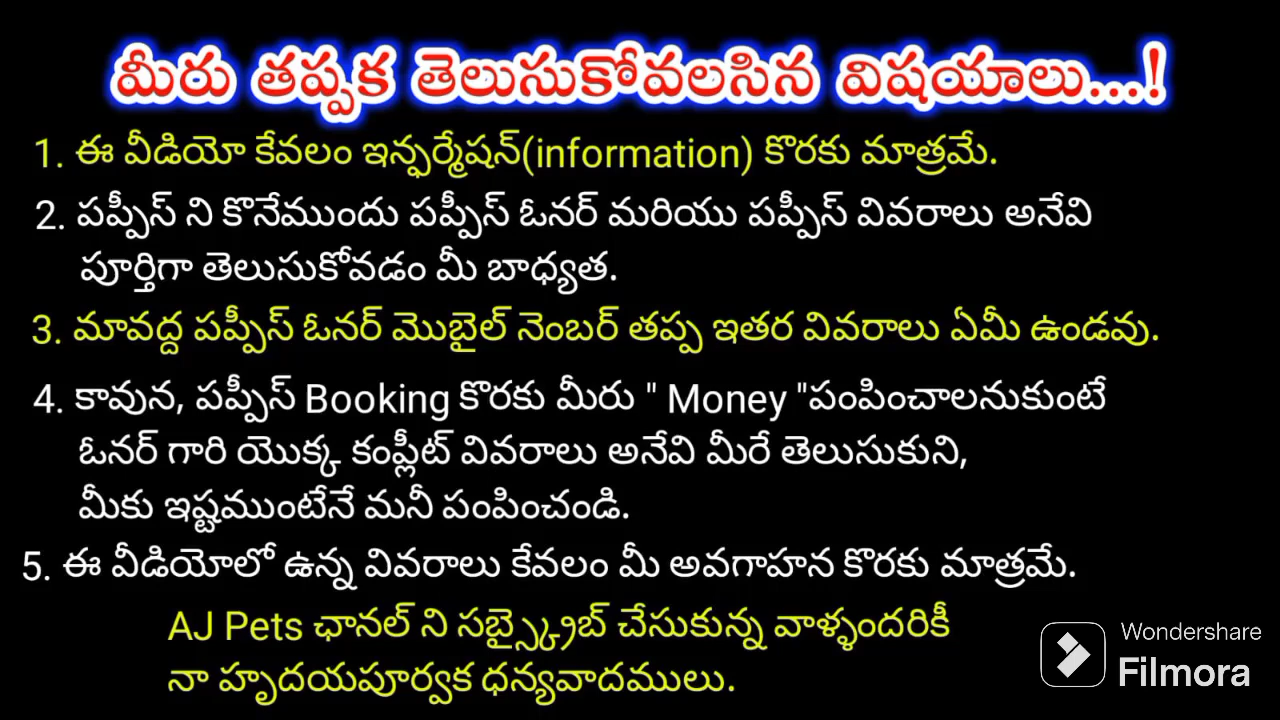 మీరు తప్పక తెలుసుకోవలసిన విషయాలు...!
1. ఈ వీడియో కేవలం ఇన్ఫర్మేషన్(information) కొరకు మాత్రమే.
2. పప్పీస్ ని కొనేముందు పప్పీస్ ఓనర్ మరియు పప్పీస్ వివరాలు అనేవి
పూర్తిగా తెలుసుకోవడం మీ బాధ్యత.
3. మావద్ద పప్పీస్ ఓనర్ మొబైల్ నెంబర్ తప్ప ఇతర వివరాలు ఏమీ ఉండవు.
4. కావున, పప్పీస్ Booking కొరకు మీరు " Money "పంపించాలనుకుంటే
ఓనర్ గారి యొక్క కంప్లీట్ వివరాలు అనేవి మీరే తెలుసుకుని,
మీకు ఇష్టముంటేనే మనీ పంపించండి.
5. ఈ వీడియోలో ఉన్న వివరాలు కేవలం మీ అవగాహన కొరకు మాత్రమే.
AJ Pets ఛానల్ ని సబ్స్క్రైబ్ చేసుకున్న వాళ్ళందరికీ
నా హృదయపూర్వక ధన్యవాదములు.
Wondershare
Filmora